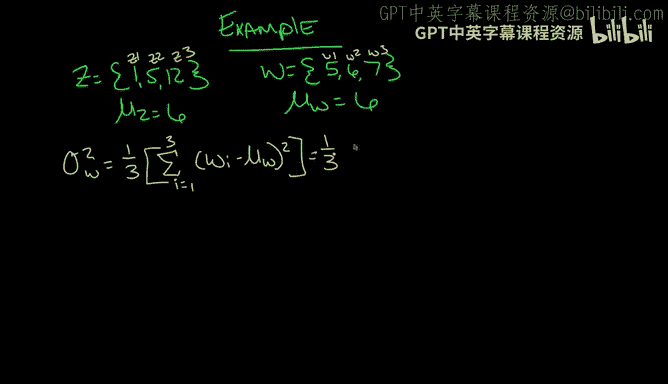 GPT中英字幕课程资源@bilibili.com
GPT中英字幕课程资源 bilibili
EXAMPLE
z1 z2 z3 w1 w2 w3
Z={1,5,12} W={5,6,7}
μz=6 μw=6
σ²w = 1/3 [Σ³i=1 (wi-μw)²] = 1/3